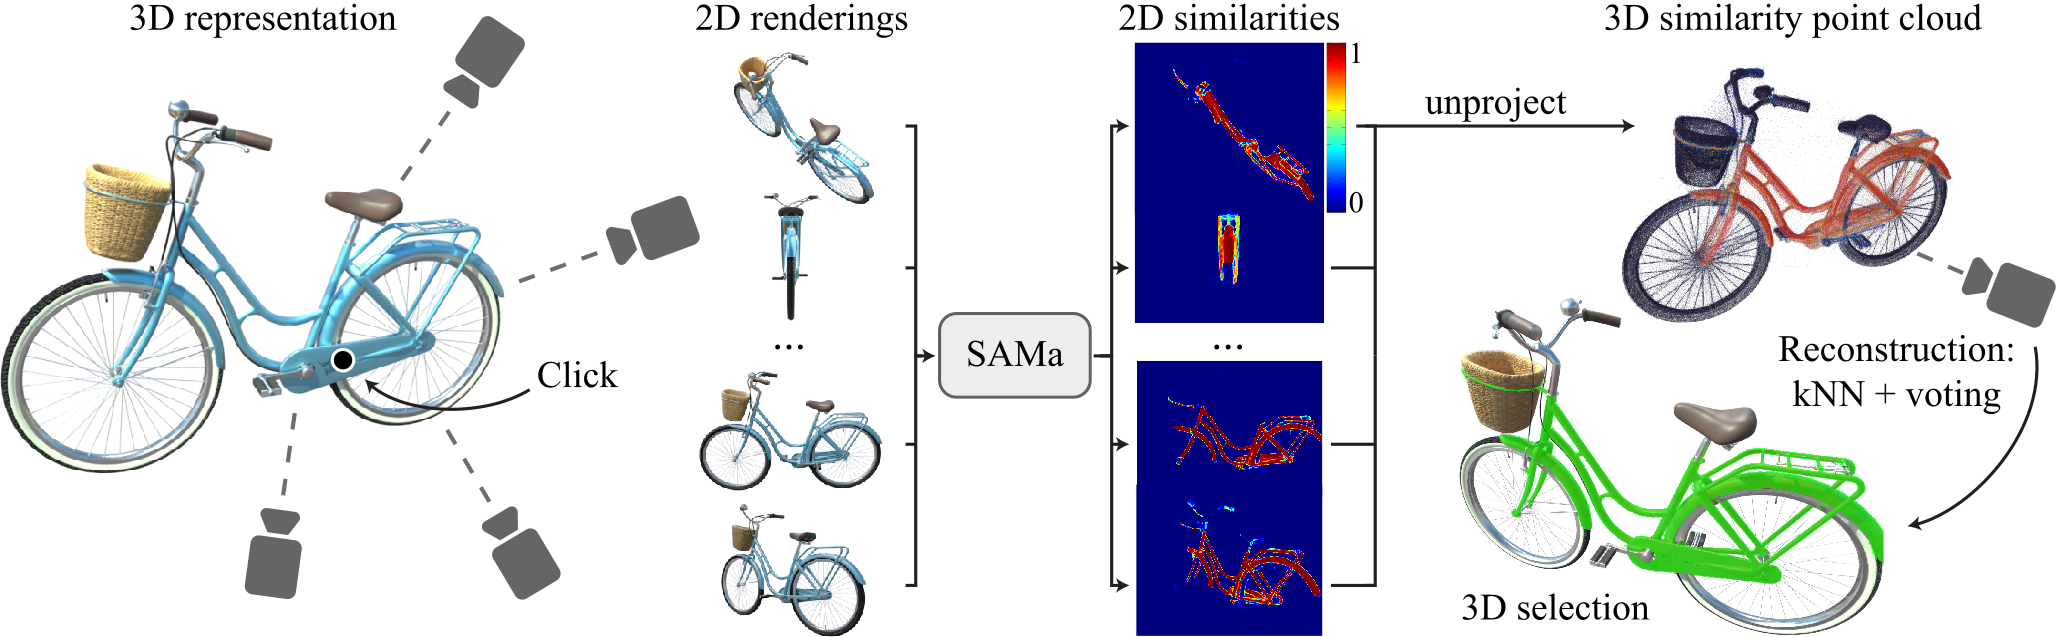 3D representation
2D renderings
2D similarities
3D similarity point cloud
1
0
unproject
...
...
SAMa
Click
Reconstruction:
kNN + voting
3D selection